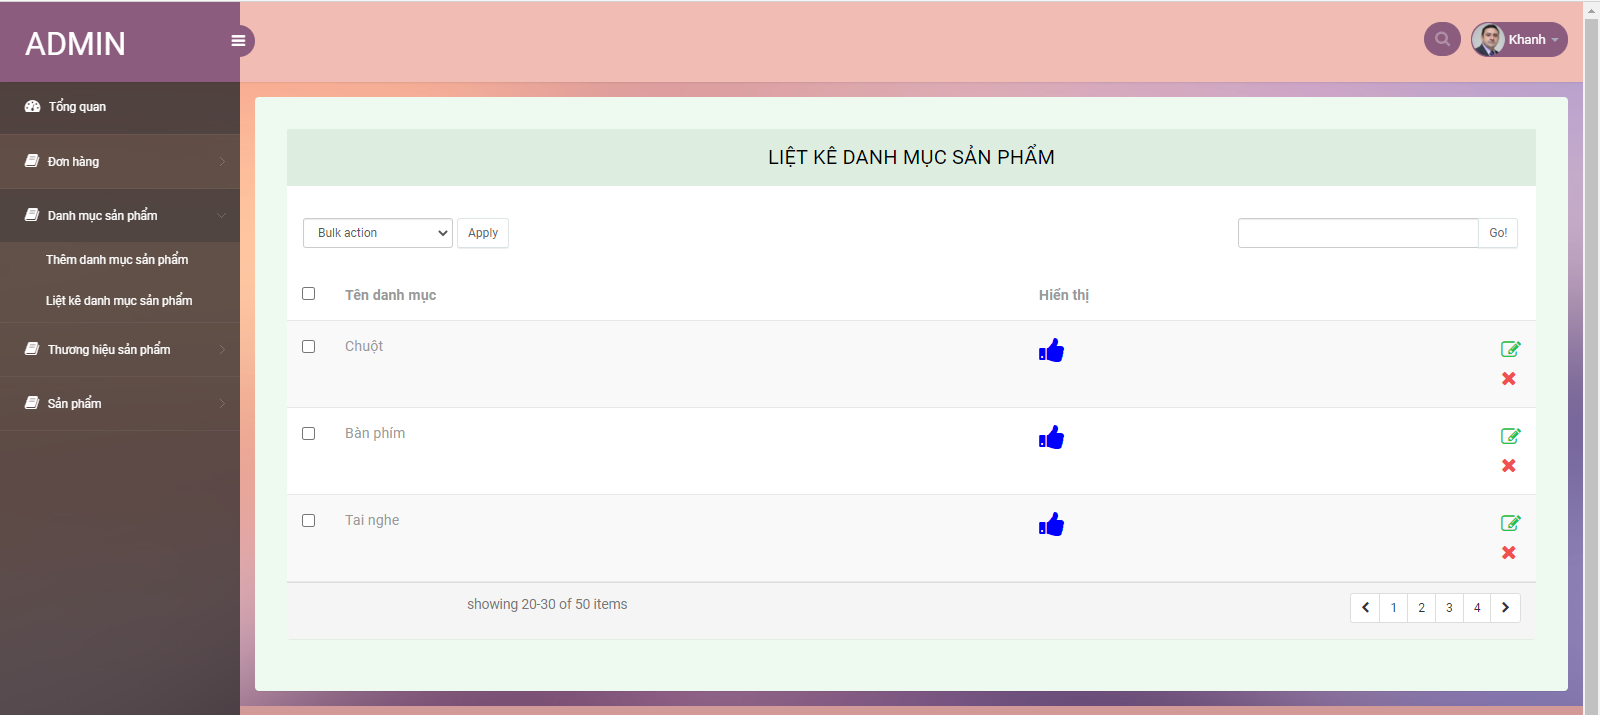 ADMIN
Khanh
Tổng quan
Đơn hàng
Danh mục sản phẩm
Thêm danh mục sản phẩm
Liệt kê danh mục sản phẩm
Thương hiệu sản phẩm
Sản phẩm
LIỆT KÊ DANH MỤC SẢN PHẨM
Bulk action Apply Go!
Tên danh mục Hiển thị
Chuột
Bàn phím
Tai nghe
showing 20-30 of 50 items 1 2 3 4